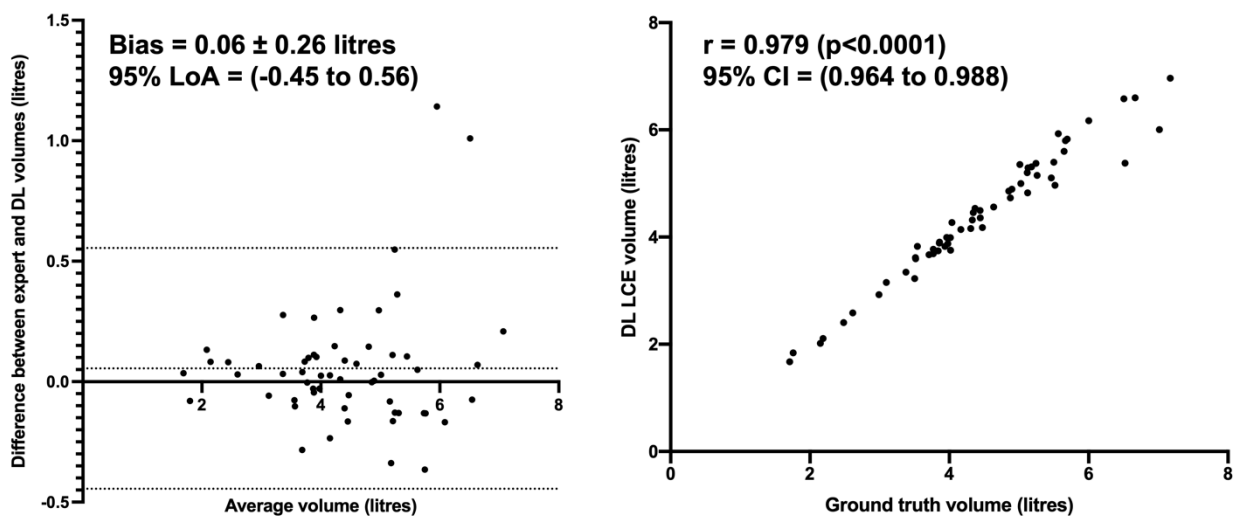 Bias = 0.06 ± 0.26 litres
95% LoA = (-0.45 to 0.56)
Difference between expert and DL volumes (litres)
1.5
1.0
0.5
0.0
-0.5
2
4
6
8
Average volume (litres)
r = 0.979 (p<0.0001)
95% CI = (0.964 to 0.988)
DL LCE volume (litres)
8
6
4
2
0
0
2
4
6
8
Ground truth volume (litres)